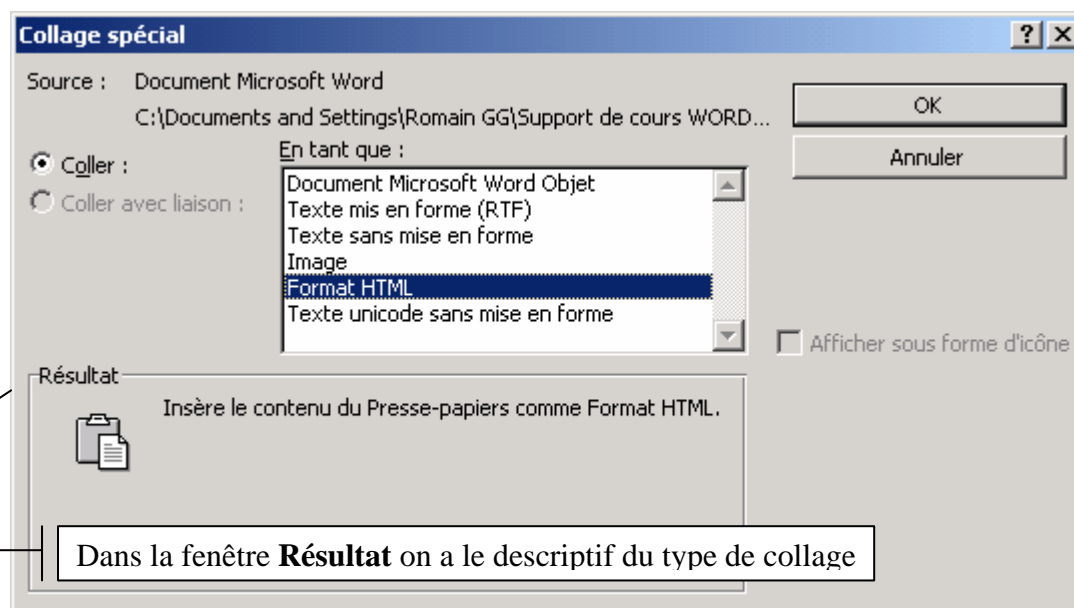 Collage spécial
Source : Document Microsoft Word
C:\Documents and Settings\Romain GG\Support de cours WORD...
OK
Annuler
Coller :
Coller avec liaison :
En tant que :
Document Microsoft Word Objet
Texte mis en forme (RTF)
Texte sans mise en forme
Image
Format HTML
Texte unicode sans mise en forme
Afficher sous forme d'icône
Résultat
Insère le contenu du Presse-papiers comme Format HTML.
Dans la fenêtre Résultat on a le descriptif du type de collage